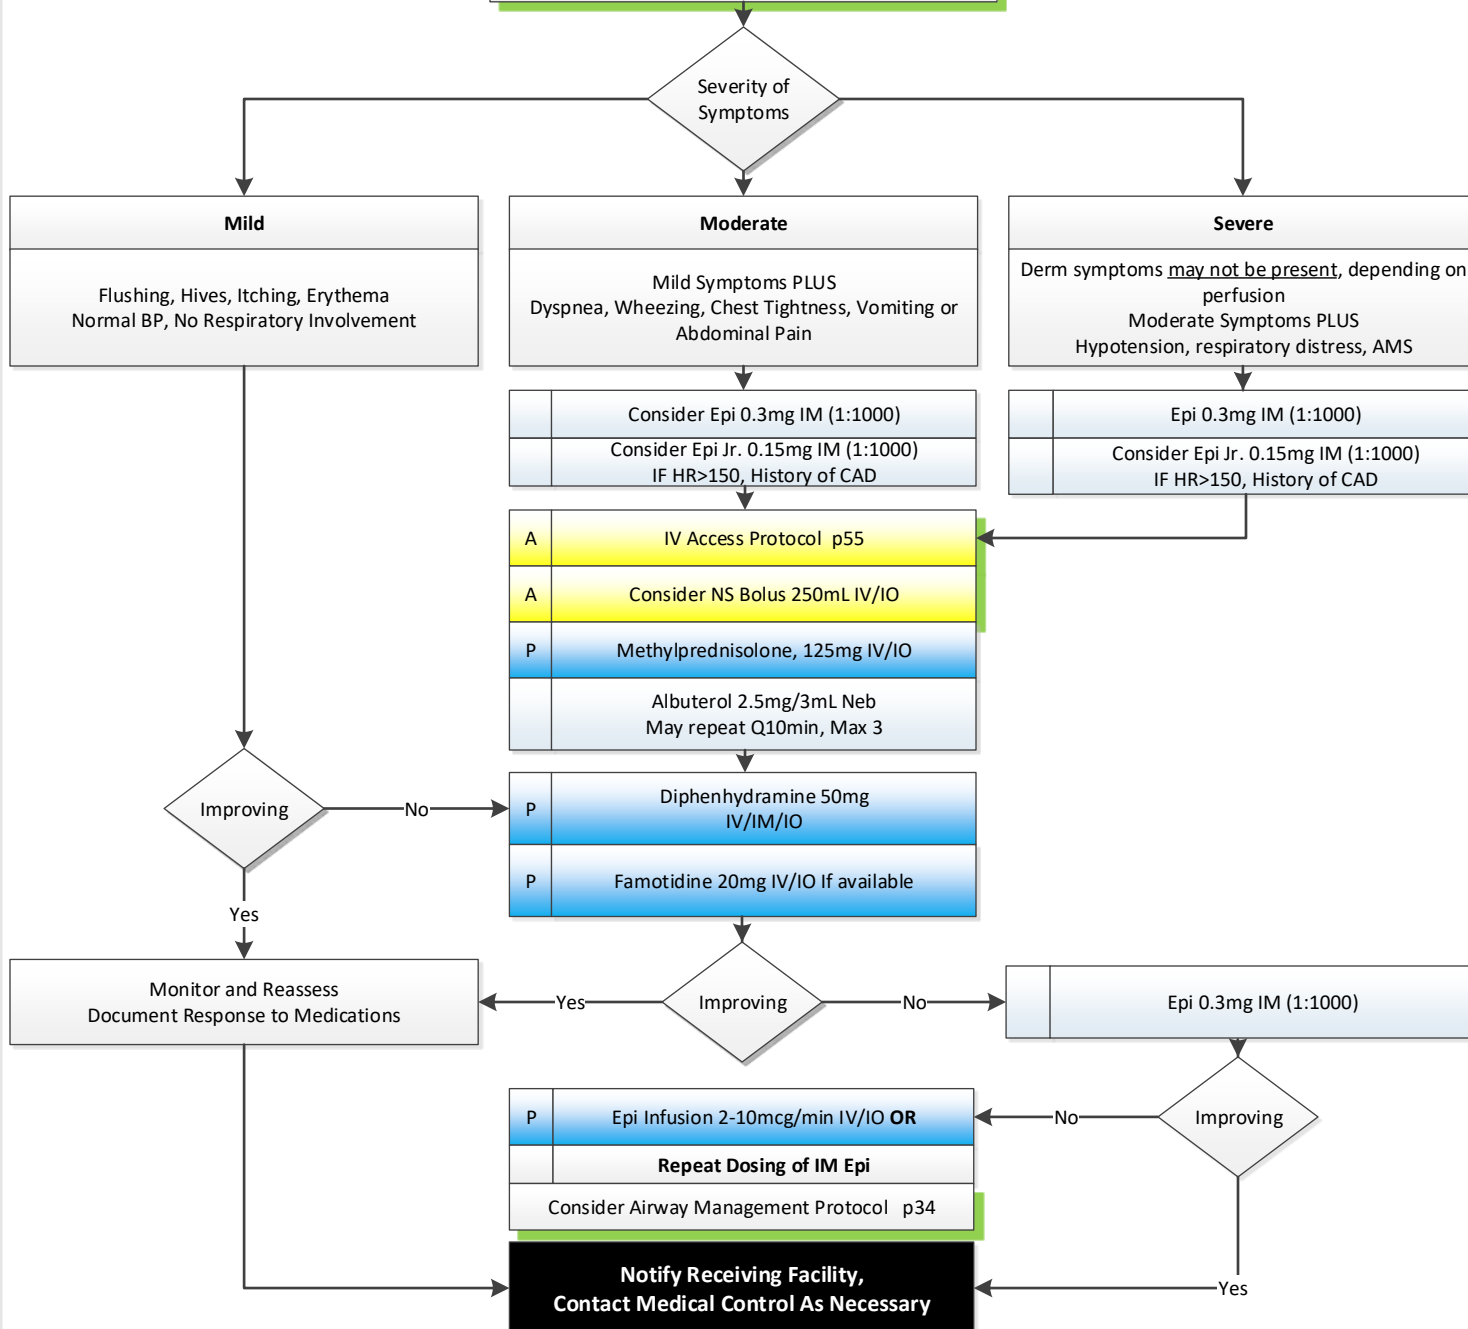 Severity of
Symptoms
Mild
Flushing, Hives, Itching, Erythema
Normal BP, No Respiratory Involvement
Moderate
Mild Symptoms PLUS
Dyspnea, Wheezing, Chest Tightness, Vomiting or
Abdominal Pain
Severe
Derm symptoms may not be present, depending on
perfusion
Moderate Symptoms PLUS
Hypotension, respiratory distress, AMS
Consider Epi 0.3mg IM (1:1000)
Consider Epi Jr. 0.15mg IM (1:1000)
IF HR>150, History of CAD
Epi 0.3mg IM (1:1000)
Consider Epi Jr. 0.15mg IM (1:1000)
IF HR>150, History of CAD
A IV Access Protocol p55
A Consider NS Bolus 250mL IV/IO
P Methylprednisolone, 125mg IV/IO
Albuterol 2.5mg/3mL Neb
May repeat Q10min, Max 3
Improving
No
P Diphenhydramine 50mg
IV/IM/IO
P Famotidine 20mg IV/IO If available
Yes
Monitor and Reassess
Document Response to Medications
Yes
Improving
No
Epi 0.3mg IM (1:1000)
P Epi Infusion 2-10mcg/min IV/IO OR
No
Improving
Repeat Dosing of IM Epi
Consider Airway Management Protocol p34
Notify Receiving Facility,
Contact Medical Control As Necessary
Yes